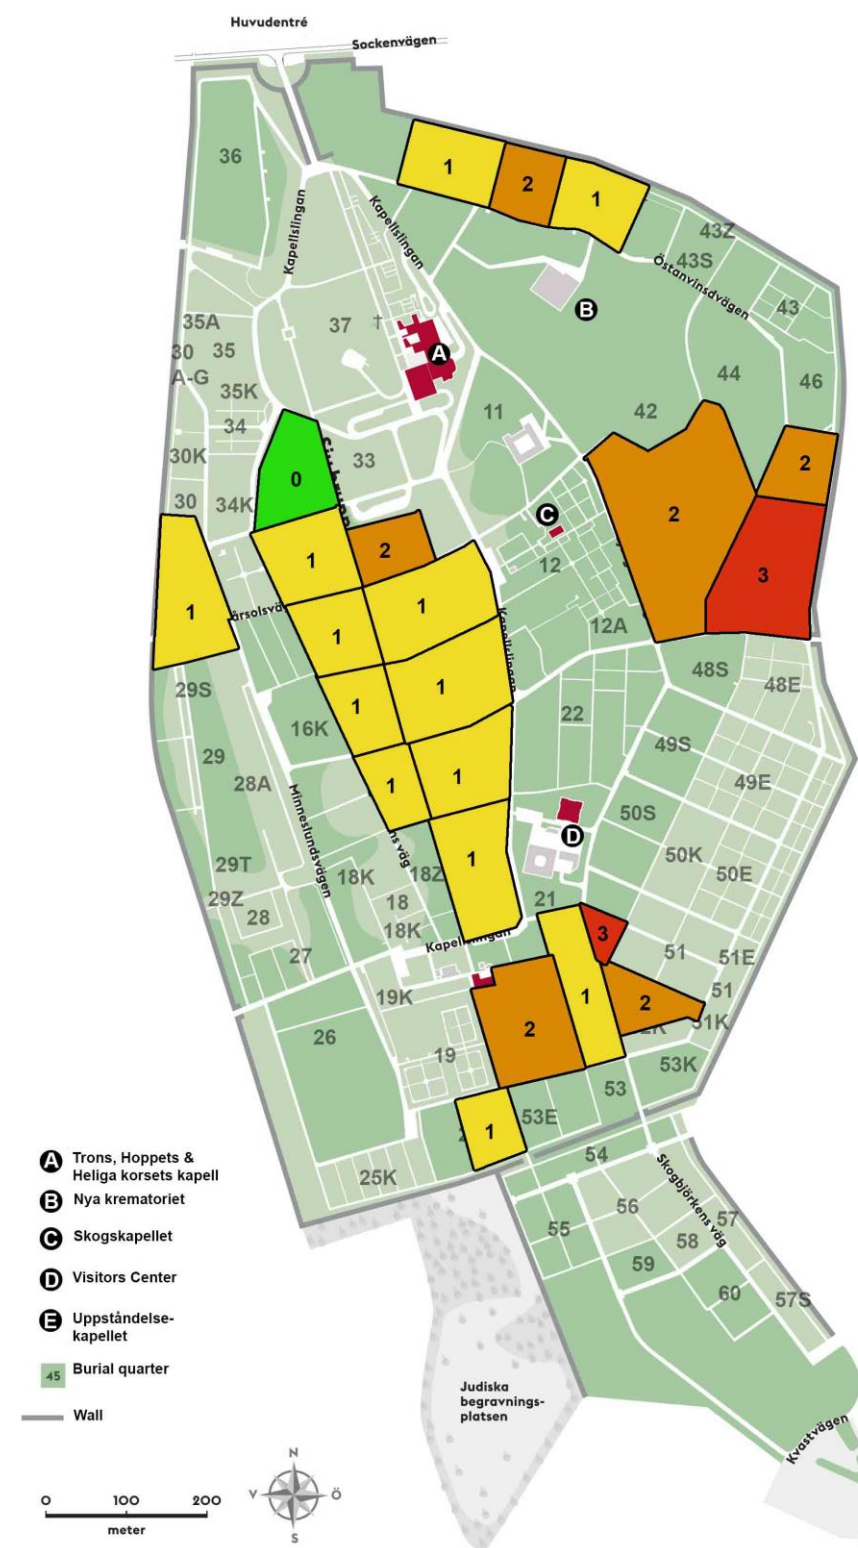 Huvudentré
Sockenvägen
36
Kapellslingan
Kapellslingan
1
2
1
43Z
43S
Östanvindsvägen
43
B
35A
37
A
30
35
A-G
35K
44
46
34
11
42
30K
33
2
0
30
34K
C
2
2
1
12
3
1
1
12A
1
Kapellslingan
48S
48E
29S
1
1
22
16K
49S
29
28A
1
49E
1
50S
Minneslundsvägen
D
50K
29T
18K
18Z
1
50E
29Z
28
18
21
18K
3
Kapellslingan
27
51
51E
19K
1
2
51
26
2
51K
19
53K
53
53E
1
54
25K
A Trons, Hoppets &
Heliga korsets kapell
B Nya krematoriet
C Skogskapellet
D Visitors Center
E Uppståndelse-
kapellet
45 Burial quarter
Wall
Skogbjörkens väg
56
57
55
58
59
60
57S
Judiska
begravnings-
platsen
Kvastvägen
N
V
Ö
S
0 100 200
meter